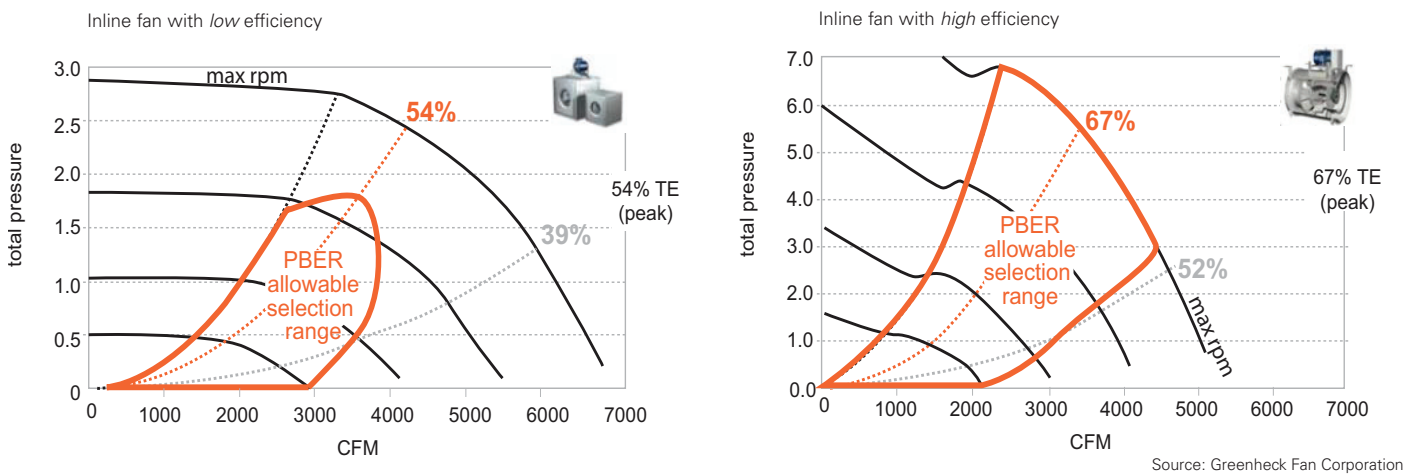 Inline fan with low efficiency
3.0
2.5
2.0
1.5
1.0
0.5
0
total pressure
max rpm
54%
39%
54% TE
(peak)
PBER
allowable
selection
range
0
1000
2000
3000
4000
5000
6000
7000
CFM
Inline fan with high efficiency
7.0
6.0
5.0
4.0
3.0
2.0
1.0
0.0
total pressure
67%
52%
67% TE
(peak)
PBER
allowable
selection
range
max rpm
0
1000
2000
3000
4000
5000
6000
7000
CFM
Source: Greenheck Fan Corporation